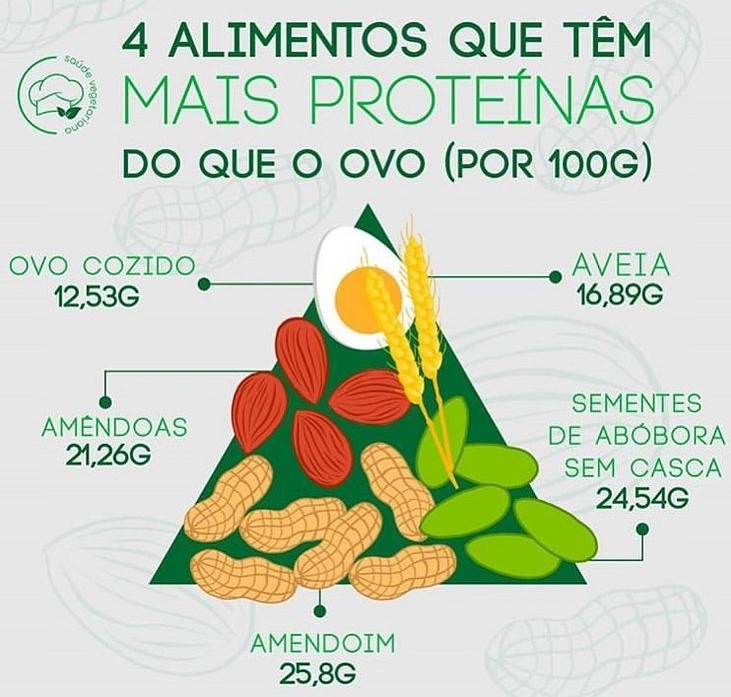 4 ALIMENTOS QUE TÊM
MAIS PROTEÍNAS
DO QUE O OVO (POR 100G)
saúde vegetariana
OVO COZIDO
12,53G
AVEIA
16,89G
AMÊNDOAS
21,26G
SEMENTES
DE ABÓBORA
SEM CASCA
24,54G
AMENDOIM
25,8G